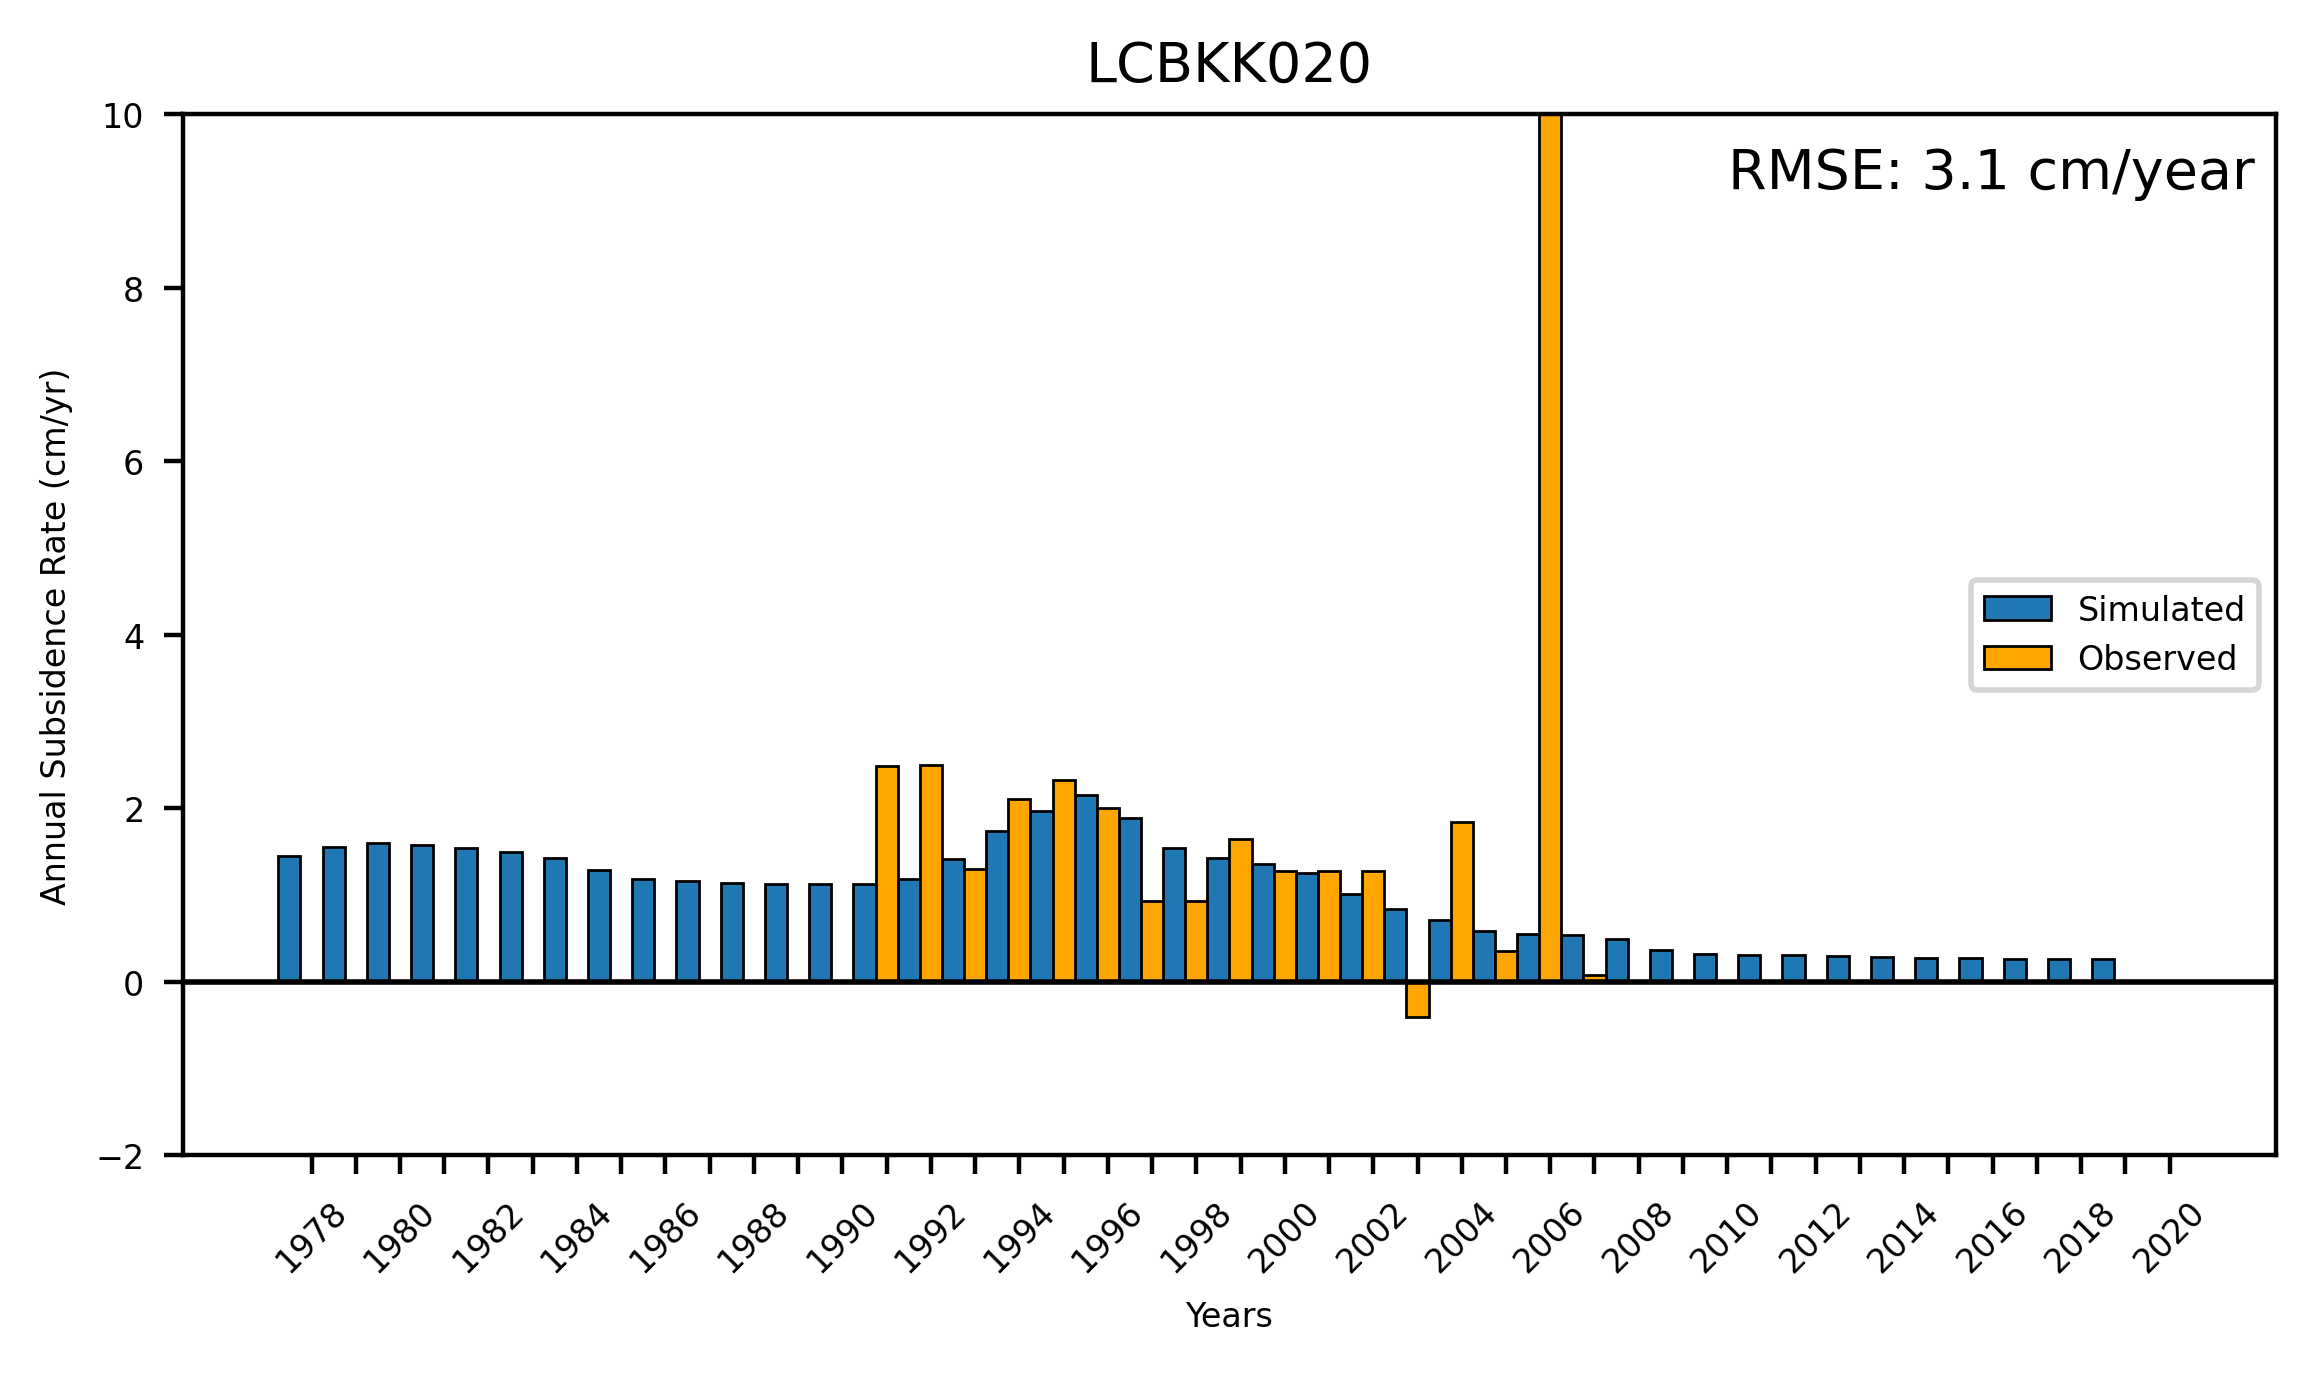 LCBKK020
RMSE: 3.1 cm/year
Annual Subsidence Rate (cm/yr)
10
8
6
4
2
0
−2
Simulated
Observed
1978 1980 1982 1984 1986 1988 1990 1992 1994 1996 1998 2000 2002 2004 2006 2008 2010 2012 2014 2016 2018 2020
Years